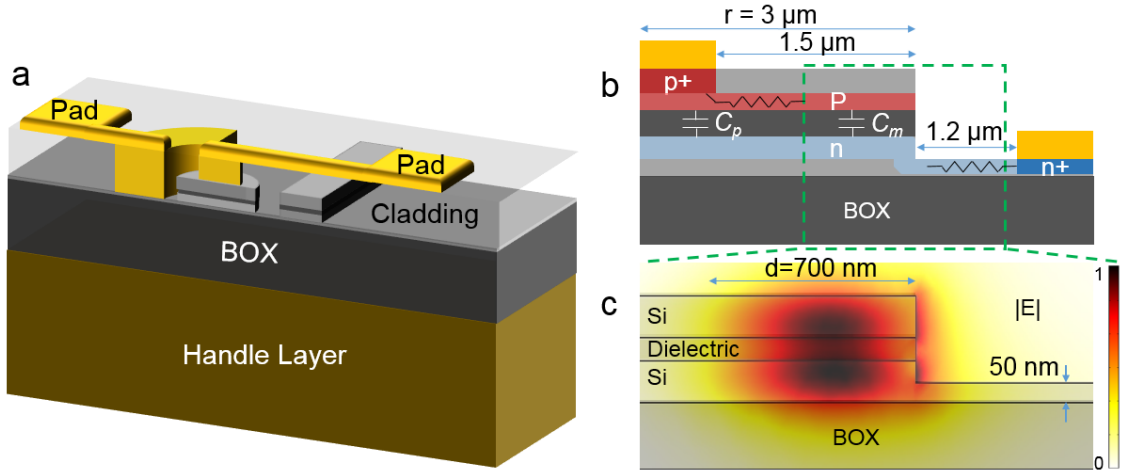 a
Pad
Pad
Cladding
BOX
Handle Layer
b
r = 3 µm
1.5 µm
p+
P
Cp
Cm
1.2 µm
n
n+
BOX
c
d=700 nm
1
Si
|E|
Dielectric
50 nm
Si
BOX
0